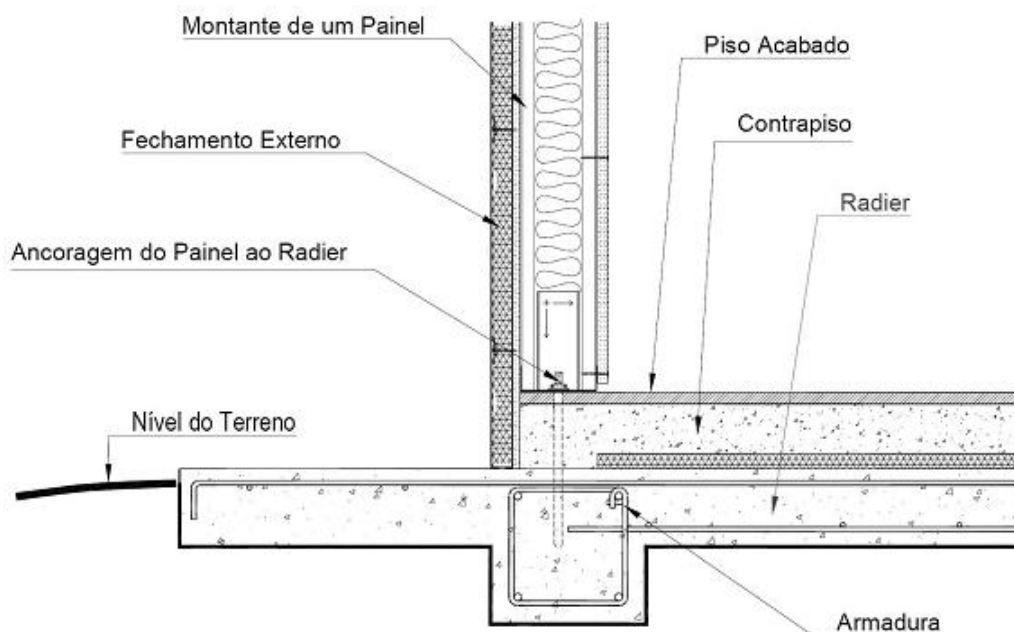 Montante de um Painel
Piso Acabado
Contrapiso
Fechamento Externo
Radier
Ancoragem do Painel ao Radier
Nível do Terreno
Armadura